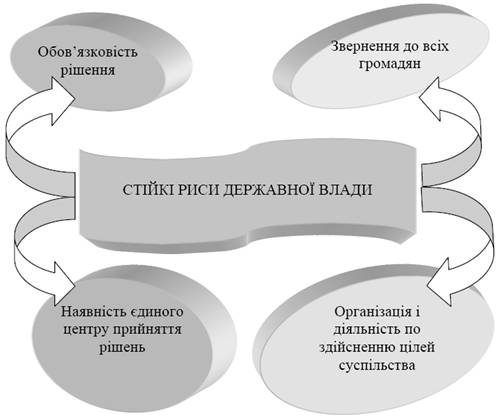 Обов’язковість
рішення
Звернення до всіх
громадян
СТІЙКІ РИСИ ДЕРЖАВНОЇ ВЛАДИ
Наявність єдиного
центру прийняття
рішень
Організація і
діяльність по
здійсненню цілей
суспільства